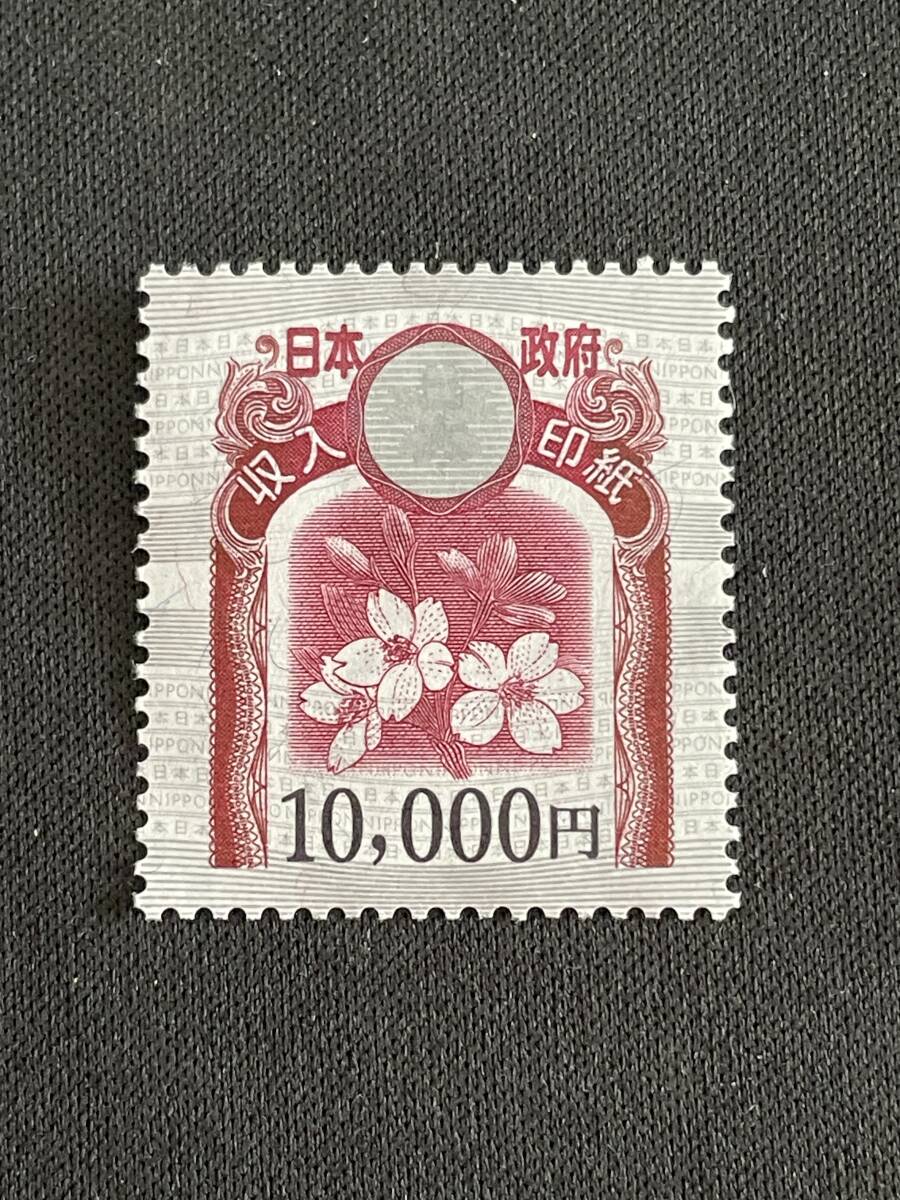 日本 政府
収入 印紙
10,000円